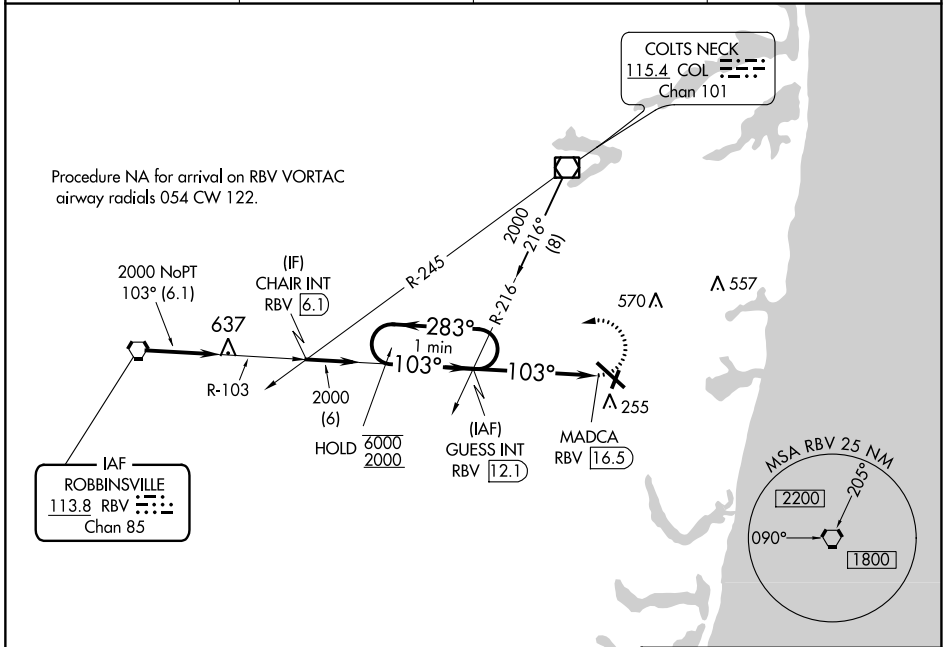 COLTS NECK
115.4 COL
Chan 101
Procedure NA for arrival on RBV VORTAC
airway radials 054 CW 122.
2000
216°
(8)
R-245
R-216
(IF)
CHAIR INT
RBV 6.1
2000 NoPT
103° (6.1)
637
R-103
557
570
283°
1 min
103°
103°
2000
(6)
HOLD 6000
2000
(IAF)
GUESS INT
RBV 12.1
MADCA
RBV 16.5
255
IAF
ROBBINSVILLE
113.8 RBV
Chan 85
MSA RBV 25 NM
2200
205°
090°
1800